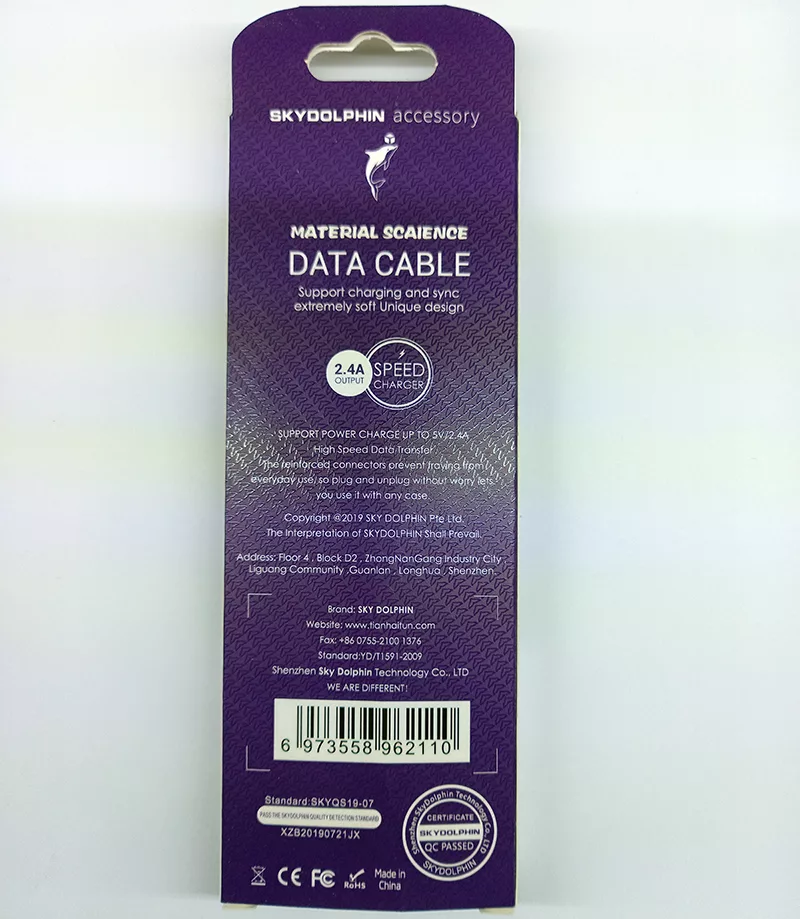 SKYDOLPHIN accessory
MATERIAL SCAIENCE
DATA CABLE
Support charging and sync
extremely soft Unique design
2.4A
OUTPUT
SPEED
CHARGER
SUPPORT POWER CHARGE UP TO 5V/2.4A
High Speed Data Transfer
The reinforced connectors prevent fraying from
everyday use, so plug and unplug without worry lets
you use it with any case.
Copyright @2019 SKY DOLPHIN Pte Ltd.
The Interpretation of SKYDOLPHIN Shall Prevail.
Address: Floor 4 , Block D2 , ZhongNanGang Industry City
Liguang Community ,Guanlan , Longhua , Shenzhen.
Brand: SKY DOLPHIN
Website: www.tianhaitun.com
Fax: +86 0755-2100 1376
Standard:YD/T1591-2009
Shenzhen Sky Dolphin Technology Co., LTD
WE ARE DIFFERENT!
6 973558 962110
Standard:SKYQS19-07
PASS THE SKYDOLPHIN QUALITY DETECTION STANDARD
XZB20190721JX
Shenzhen SkyDolphin Technology Co.,LTD
CERTIFICATE
SKYDOLPHIN
QC PASSED
SKYDOLPHIN
CE FC RoHS
Made in
China